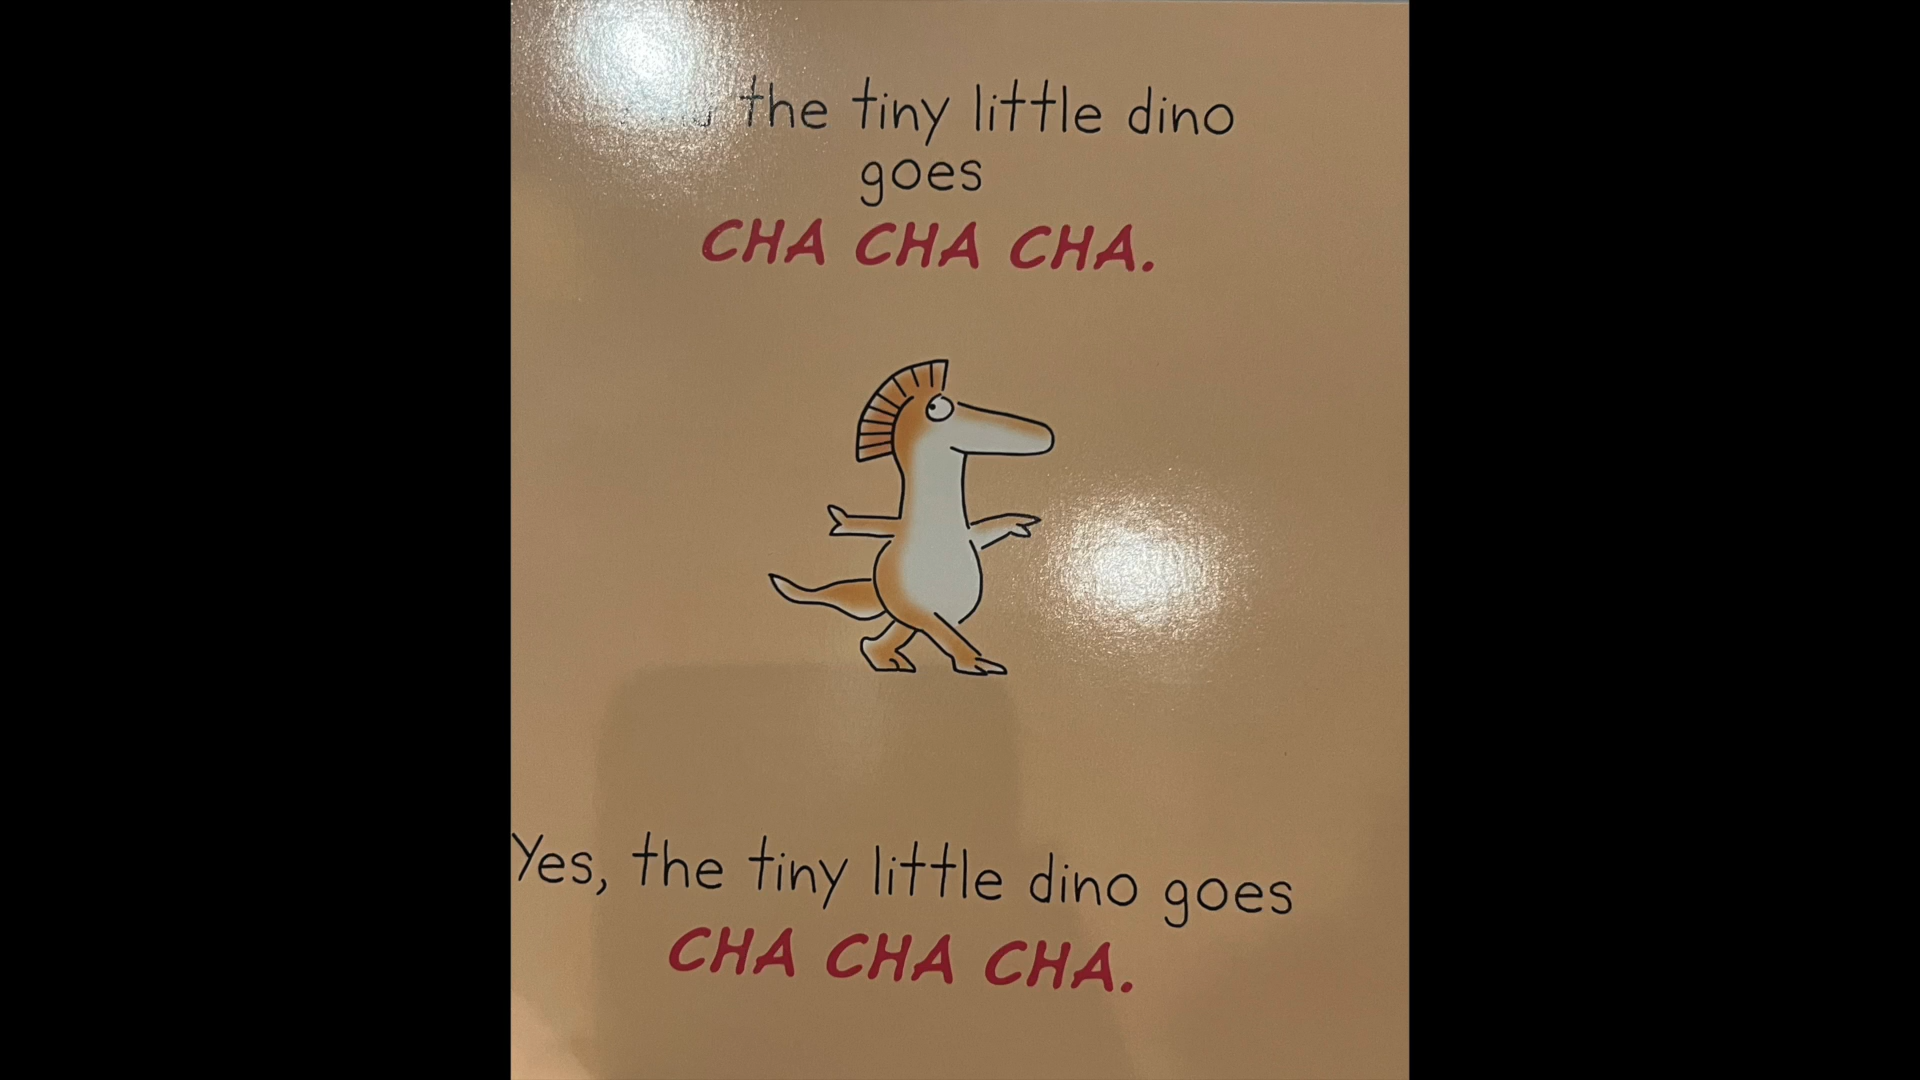 the tiny little dino
goes
CHA CHA CHA.
Yes, the tiny little dino goes
CHA CHA CHA.